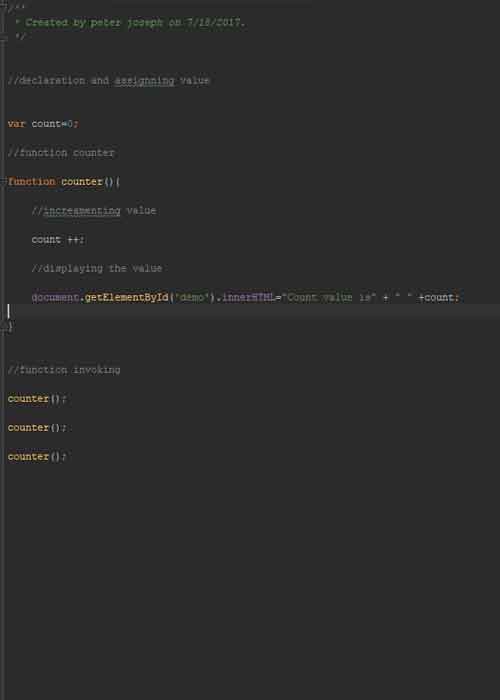 /**
* Created by peter joseph on 7/18/2017.
*/
//declaration and assignning value
var count=0;
//function counter
function counter(){
//increamenting value
count ++;
//displaying the value
document.getElementById('demo').innerHTML="Count value is" + " " +count;
}
//function invoking
counter();
counter();
counter();